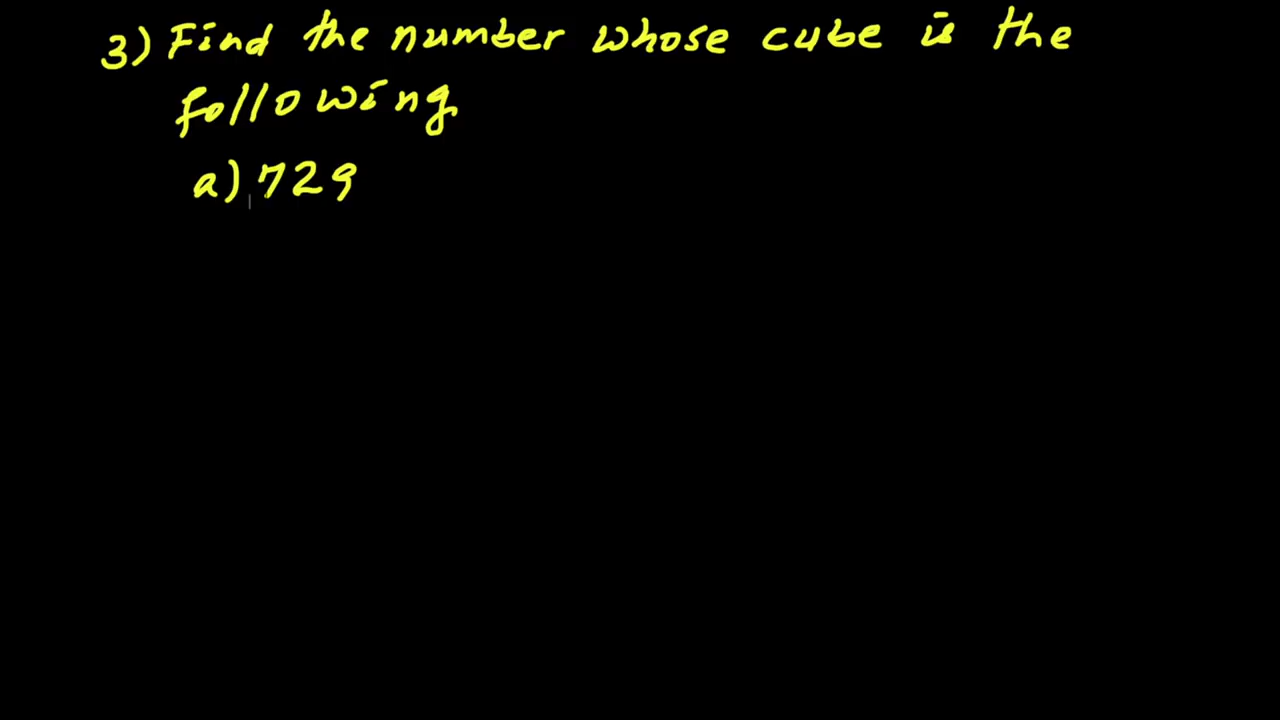 3) Find the number whose cube is the
following
a) 729